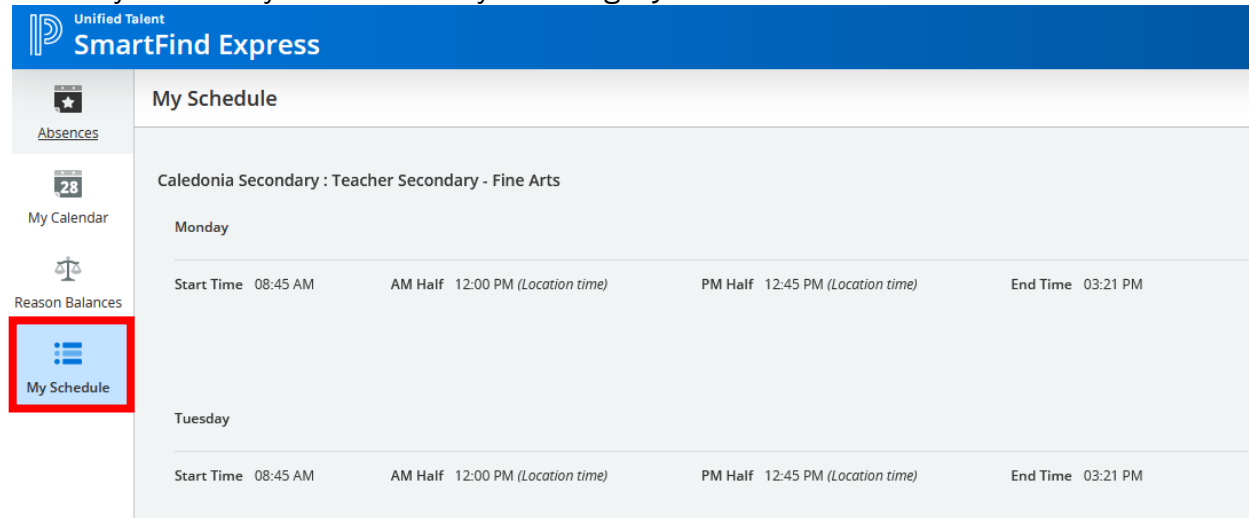 Unified Talent
SmartFind Express
Absences
28
My Calendar
Reason Balances
My Schedule
My Schedule
Caledonia Secondary : Teacher Secondary - Fine Arts
Monday
Start Time 08:45 AM AM Half 12:00 PM (Location time) PM Half 12:45 PM (Location time) End Time 03:21 PM
Tuesday
Start Time 08:45 AM AM Half 12:00 PM (Location time) PM Half 12:45 PM (Location time) End Time 03:21 PM